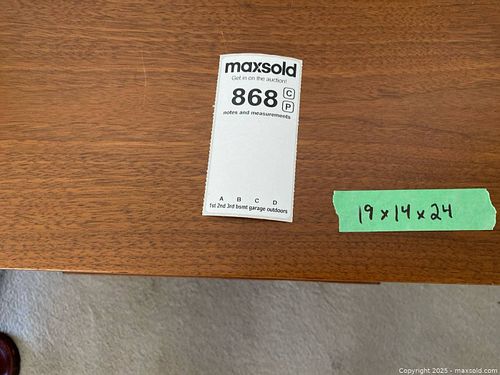 maxsold
Get in on the auction!
868 C
P
notes and measurements
A B C D
1st 2nd 3rd bsmt garage outdoors
19 x 14 x 24
Copyright 2025 - maxsold.com